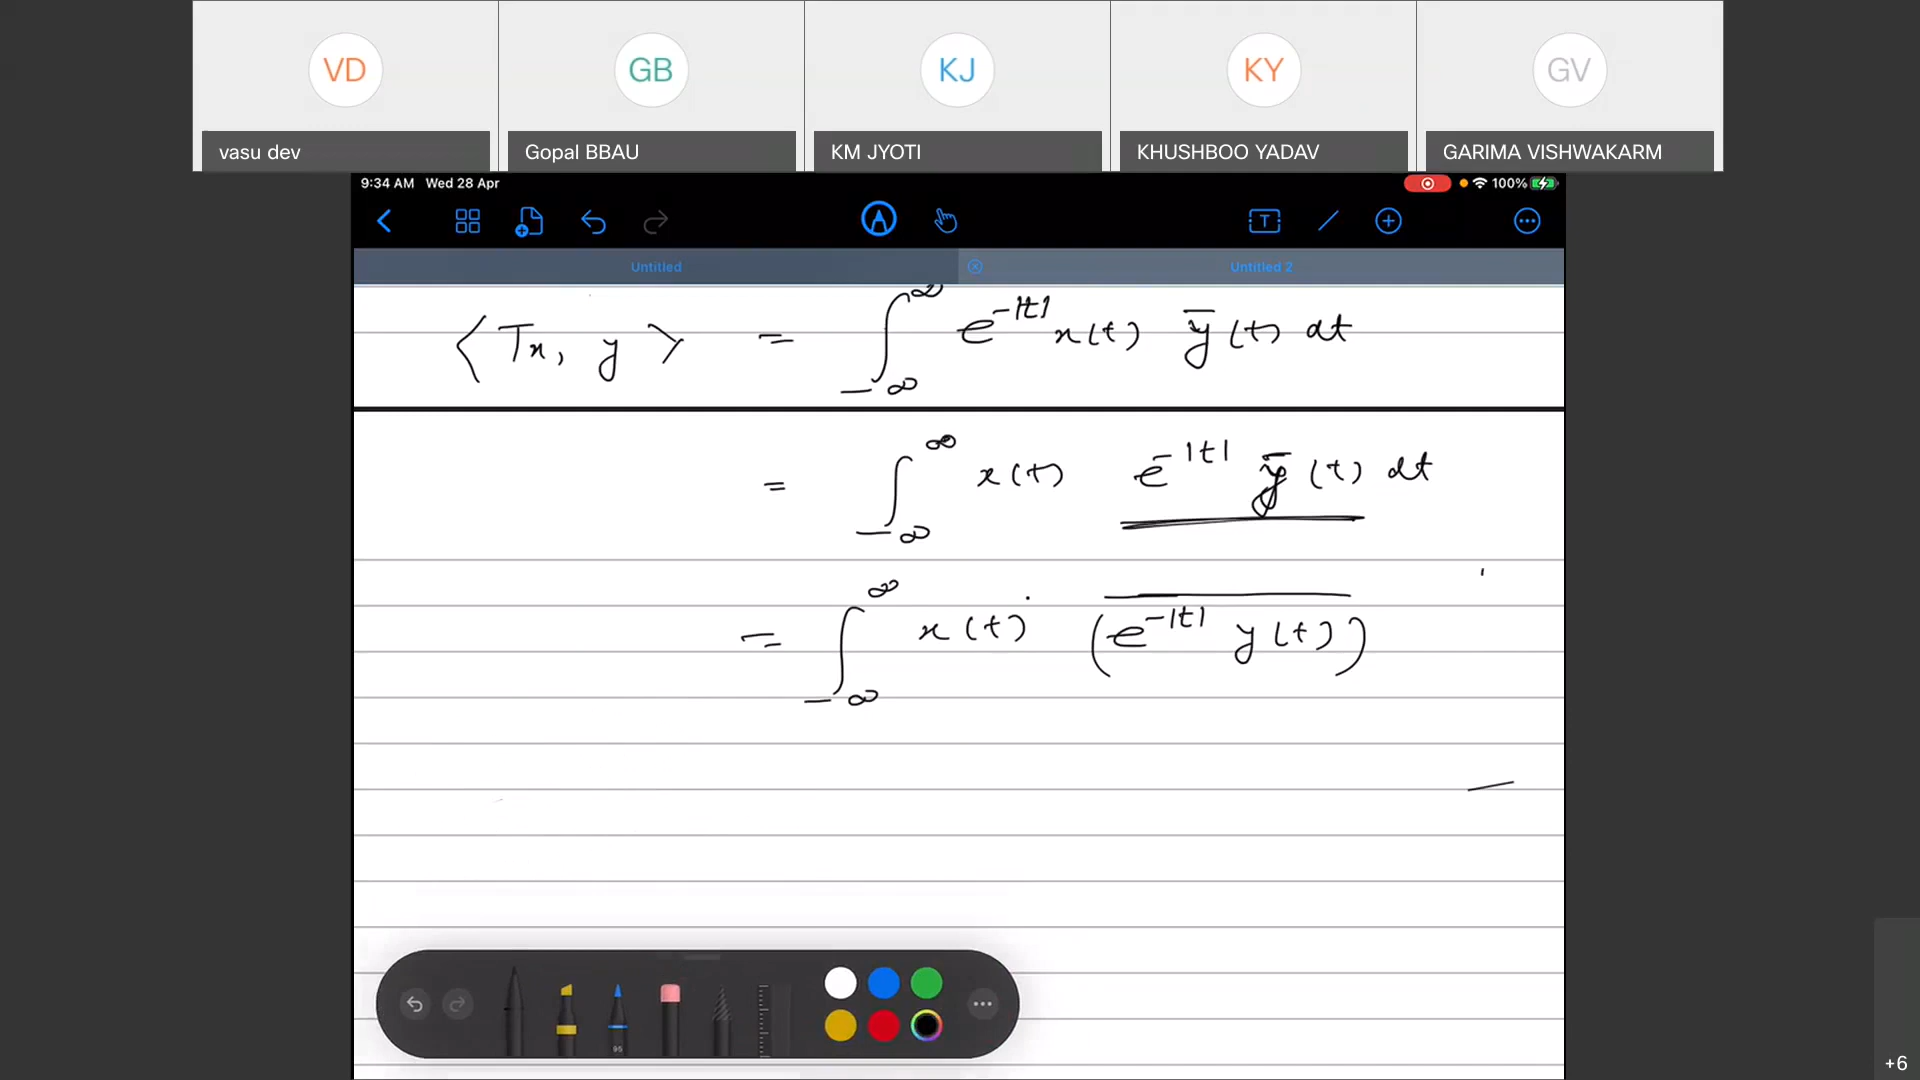 VD GB KJ KY GV
vasu dev Gopal BBAU KM JYOTI KHUSHBOO YADAV GARIMA VISHWAKARM
9:34 AM Wed 28 Apr 100%
T
Untitled Untitled 2
⟨Tx, y⟩ = ∫_{-∞}^{∞} e^{-|t|} x(t) ȳ(t) dt
= ∫_{-∞}^{∞} x(t) e^{-|t|} ȳ(t) dt
= ∫_{-∞}^{∞} x(t) \overline{(e^{-|t|} y(t))}
95
+6